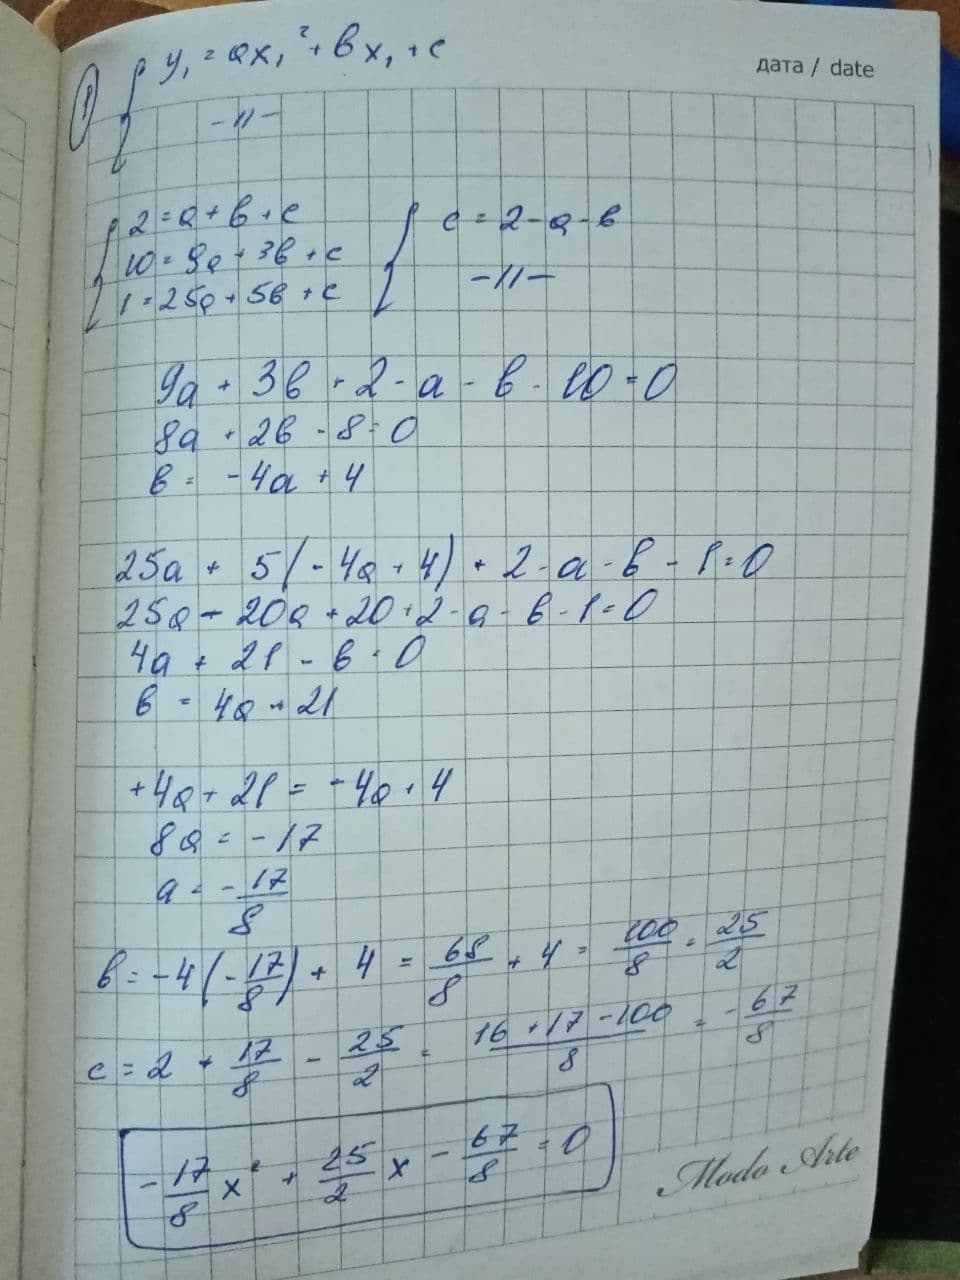 дата / date
① { y₁ = ax₁² + bx₁ + c
-//-
{ 2 = a + b + c { c = 2 - a - b
10 = 9a + 3b + c -//-
1 = 25a + 5b + c
9a + 3b + 2 - a - b - 10 = 0
8a + 2b - 8 = 0
b = -4a + 4
25a + 5(-4a + 4) + 2 - a - b - 1 = 0
25a - 20a + 20 + 2 - a - b - 1 = 0
4a + 21 - b = 0
b = 4a + 21
+4a + 21 = -4a + 4
8a = -17
a = -17/8
b = -4(-17/8) + 4 = 68/8 + 4 = 100/8 = 25/2
c = 2 + 17/8 - 25/2 = (16 + 17 - 100)/8 = -67/8
-17/8 x² + 25/2 x - 67/8 = 0
Modo Arte